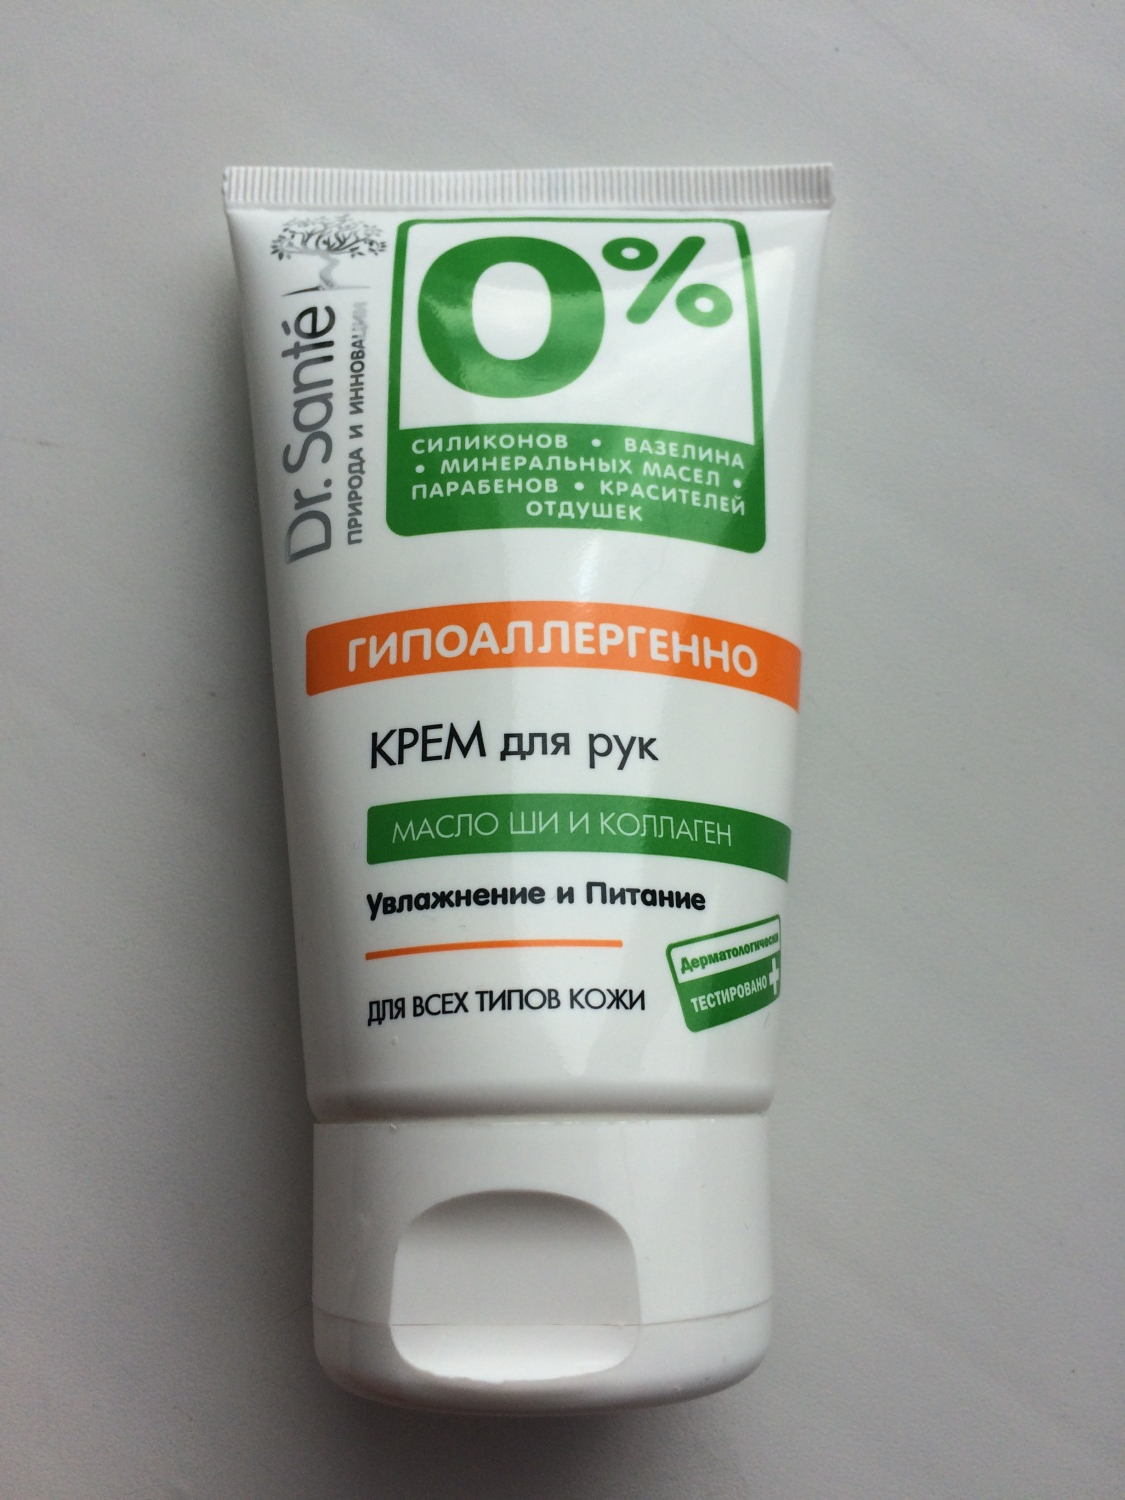 Dr. Santé
ПРИРОДА И ИННОВАЦИИ
0%
СИЛИКОНОВ • ВАЗЕЛИНА
• МИНЕРАЛЬНЫХ МАСЕЛ •
ПАРАБЕНОВ • КРАСИТЕЛЕЙ
ОТДУШЕК
ГИПОАЛЛЕРГЕННО
КРЕМ для рук
МАСЛО ШИ И КОЛЛАГЕН
Увлажнение и Питание
Дерматологически
ТЕСТИРОВАНО
ДЛЯ ВСЕХ ТИПОВ КОЖИ